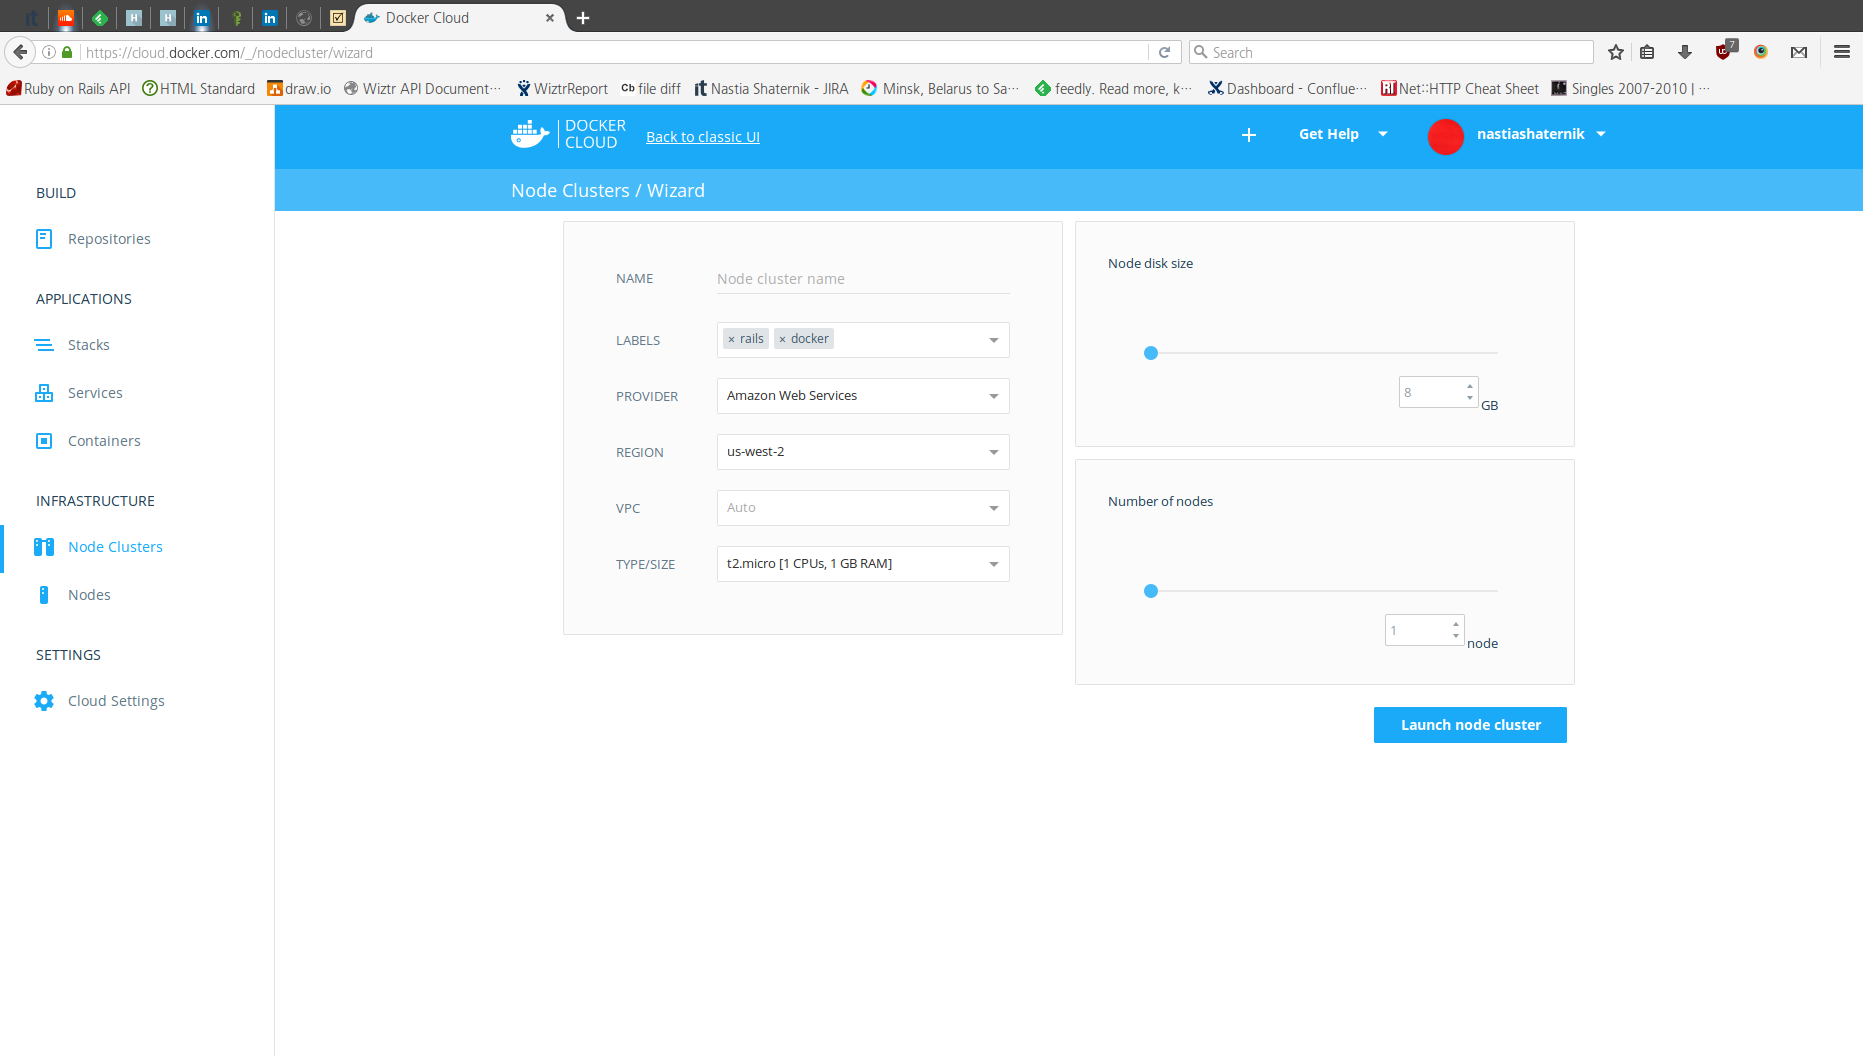 Docker Cloud
https://cloud.docker.com/_/nodecluster/wizard
Search
7
Ruby on Rails API
HTML Standard
draw.io
Wiztr API Document···
WiztrReport
Cb file diff
Nastia Shaternik - JIRA
Minsk, Belarus to Sa···
feedly. Read more, k···
Dashboard - Conflue···
Net::HTTP Cheat Sheet
Singles 2007-2010 | ···
DOCKER
CLOUD
Back to classic UI
Get Help
nastiashaternik
Node Clusters / Wizard
BUILD
Repositories
APPLICATIONS
Stacks
Services
Containers
INFRASTRUCTURE
Node Clusters
Nodes
SETTINGS
Cloud Settings
NAME Node cluster name
LABELS × rails × docker
PROVIDER Amazon Web Services
REGION us-west-2
VPC Auto
TYPE/SIZE t2.micro [1 CPUs, 1 GB RAM]
Node disk size
8 GB
Number of nodes
1 node
Launch node cluster